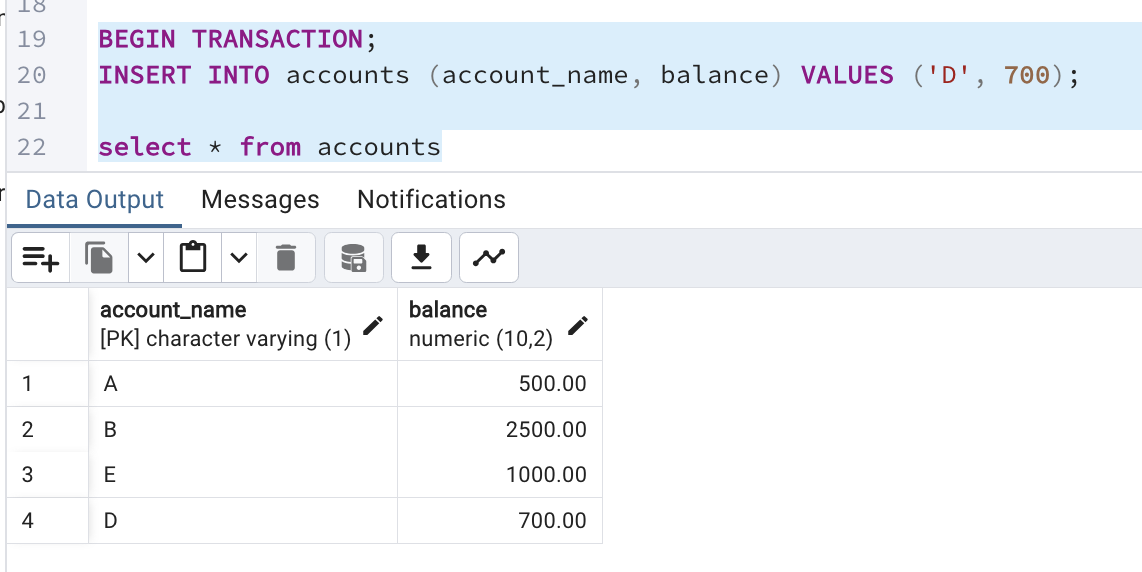 18
19 BEGIN TRANSACTION;
20 INSERT INTO accounts (account_name, balance) VALUES ('D', 700);
21
22 select * from accounts
Data Output Messages Notifications
account_name balance
[PK] character varying (1) numeric (10,2)
1 A 500.00
2 B 2500.00
3 E 1000.00
4 D 700.00